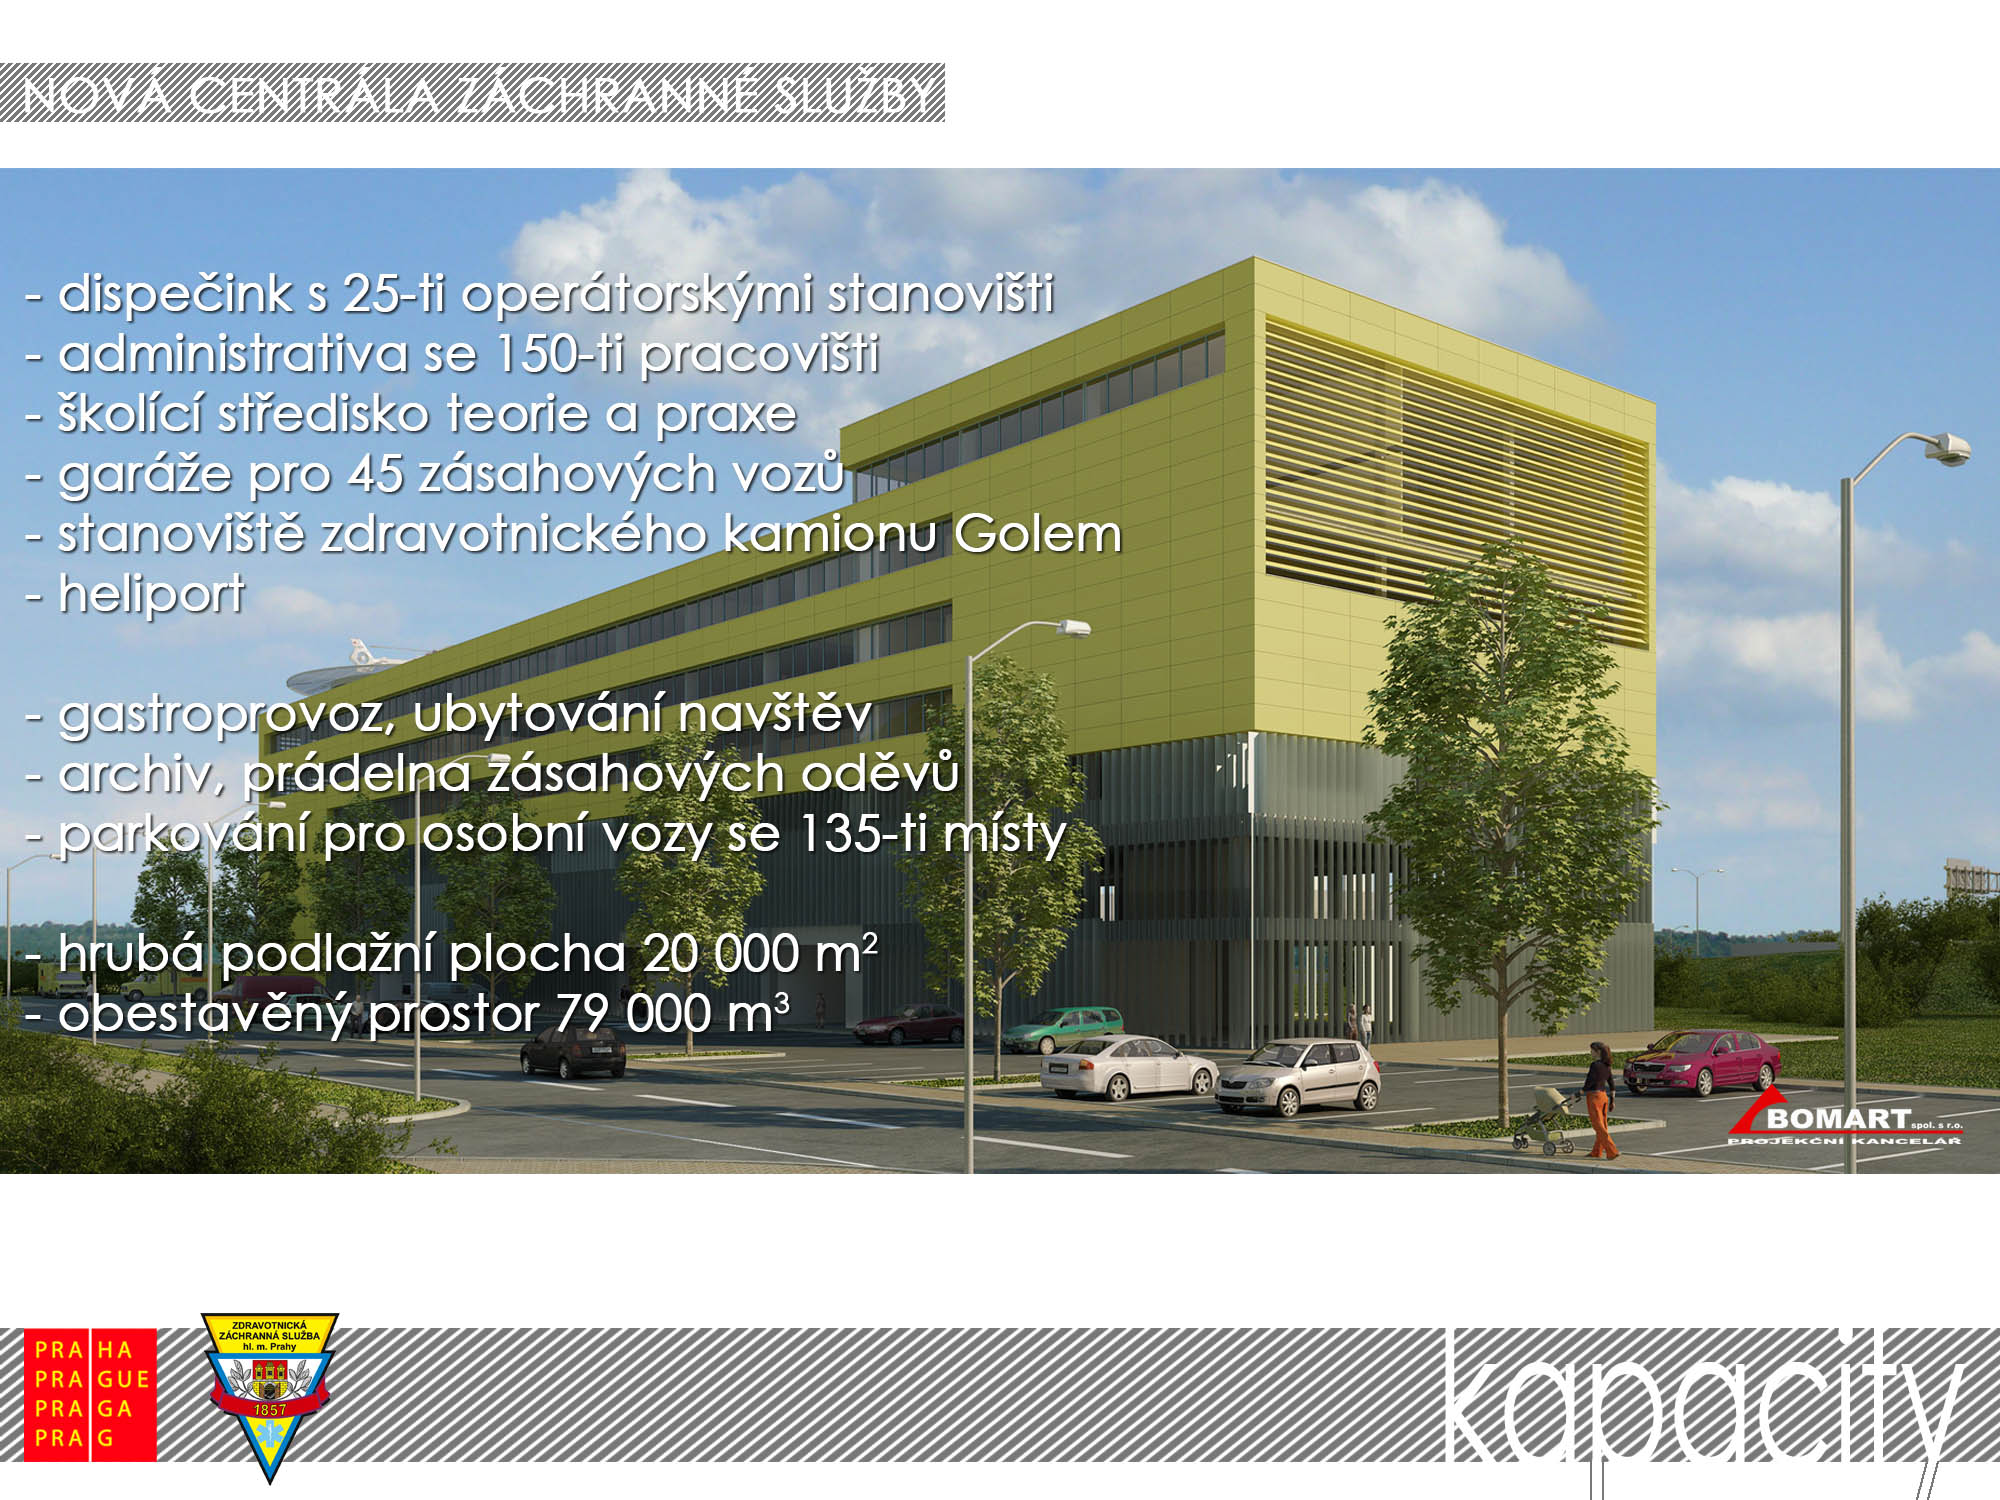 NOVÁ CENTRÁLA ZÁCHRANNÉ SLUŽBY
- dispečink s 25-ti operátorskými stanovišti
- administrativa se 150-ti pracovišti
- školící středisko teorie a praxe
- garáže pro 45 zásahových vozů
- stanoviště zdravotnického kamionu Golem
- heliport
- gastroprovoz, ubytování navštěv
- archiv, prádelna zásahových oděvů
- parkování pro osobní vozy se 135-ti místy
- hrubá podlažní plocha 20 000 m²
- obestavěný prostor 79 000 m³
BOMART spol. s r.o.
PROJEKČNÍ KANCELÁŘ
PRA HA
PRA GUE
PRA GA
PRA G
ZDRAVOTNICKÁ
ZÁCHRANNÁ SLUŽBA
hl. m. Prahy
1857
kapacity